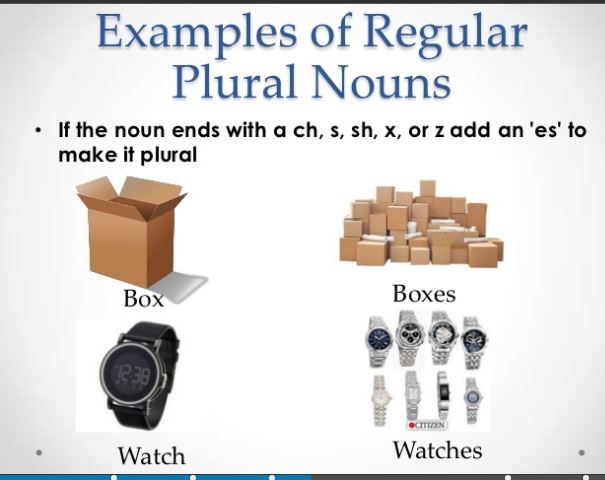 Examples of Regular
Plural Nouns
• If the noun ends with a ch, s, sh, x, or z add an 'es' to
make it plural
Box
Boxes
12:38
CITIZEN
Watch
Watches